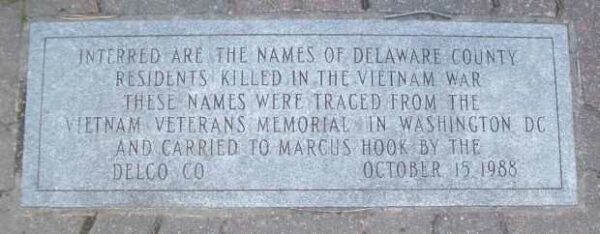 INTERRED ARE THE NAMES OF DELAWARE COUNTY
RESIDENTS KILLED IN THE VIETNAM WAR
THESE NAMES WERE TRACED FROM THE
VIETNAM VETERANS MEMORIAL IN WASHINGTON DC
AND CARRIED TO MARCUS HOOK BY THE
DELCO CO OCTOBER 15 1988